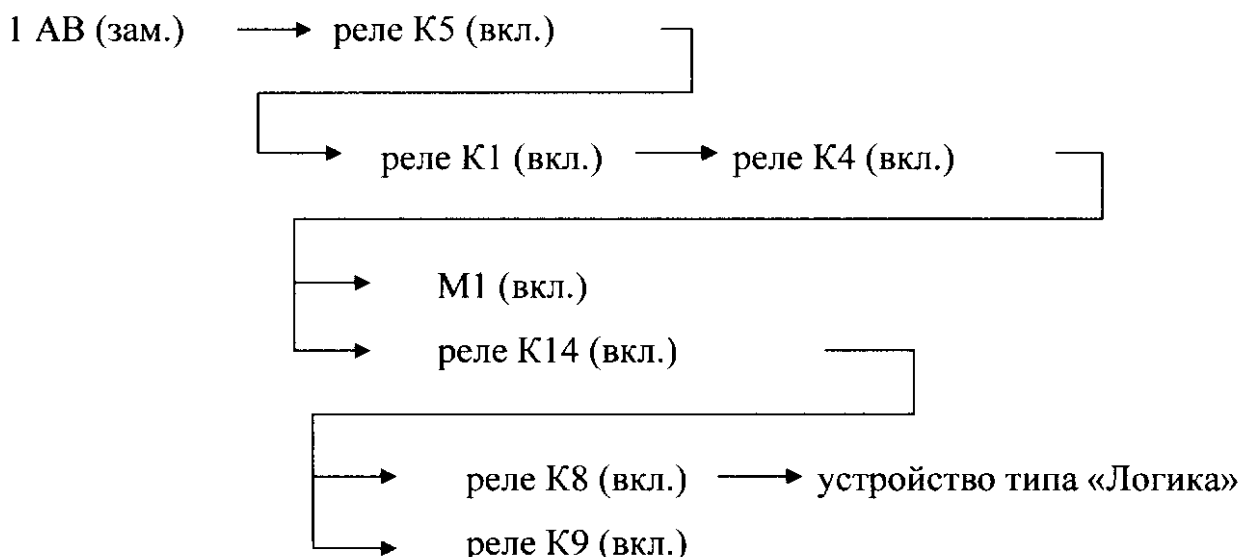 1 АВ (зам.) реле К5 (вкл.)
реле К1 (вкл.) реле К4 (вкл.)
М1 (вкл.)
реле К14 (вкл.)
реле К8 (вкл.) устройство типа «Логика»
реле К9 (вкл.)